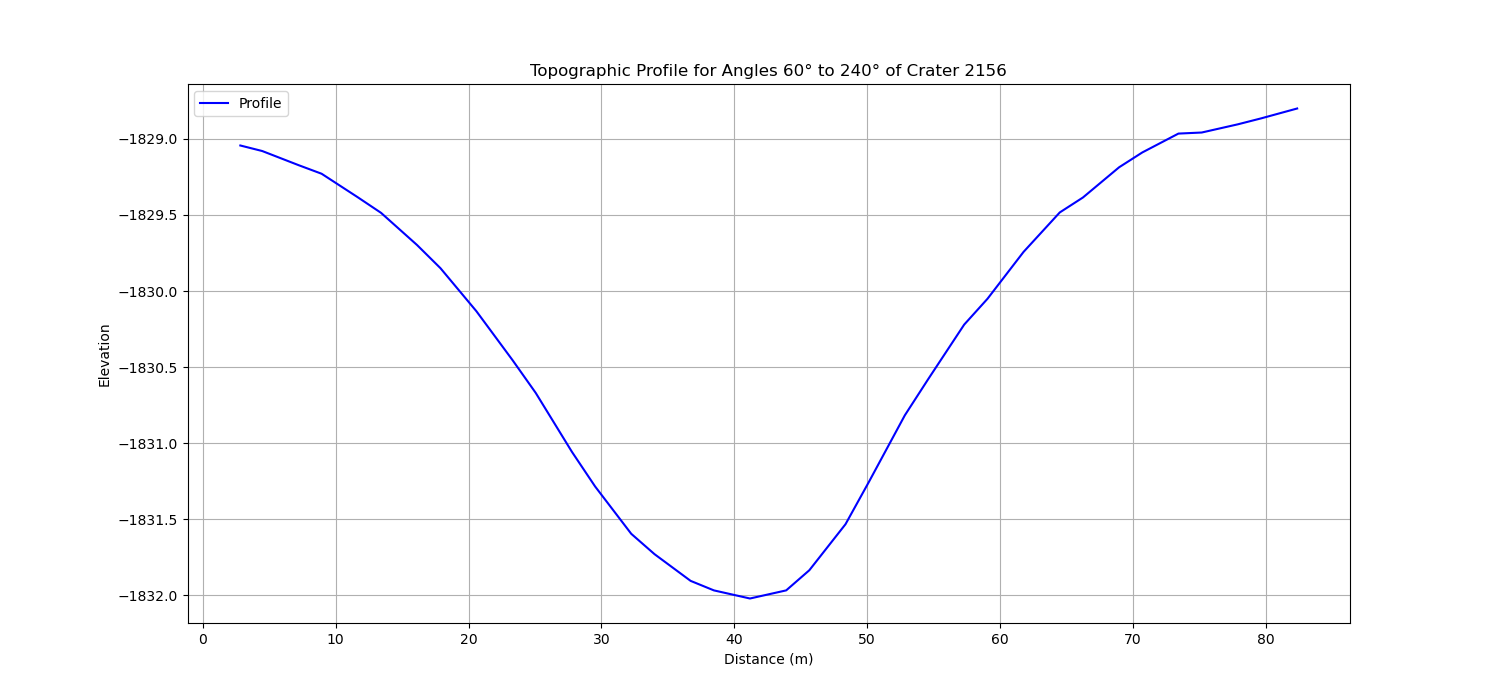 Topographic Profile for Angles 60° to 240° of Crater 2156
Profile
−1829.0
−1829.5
−1830.0
−1830.5
−1831.0
−1831.5
−1832.0
Elevation
0 10 20 30 40 50 60 70 80
Distance (m)